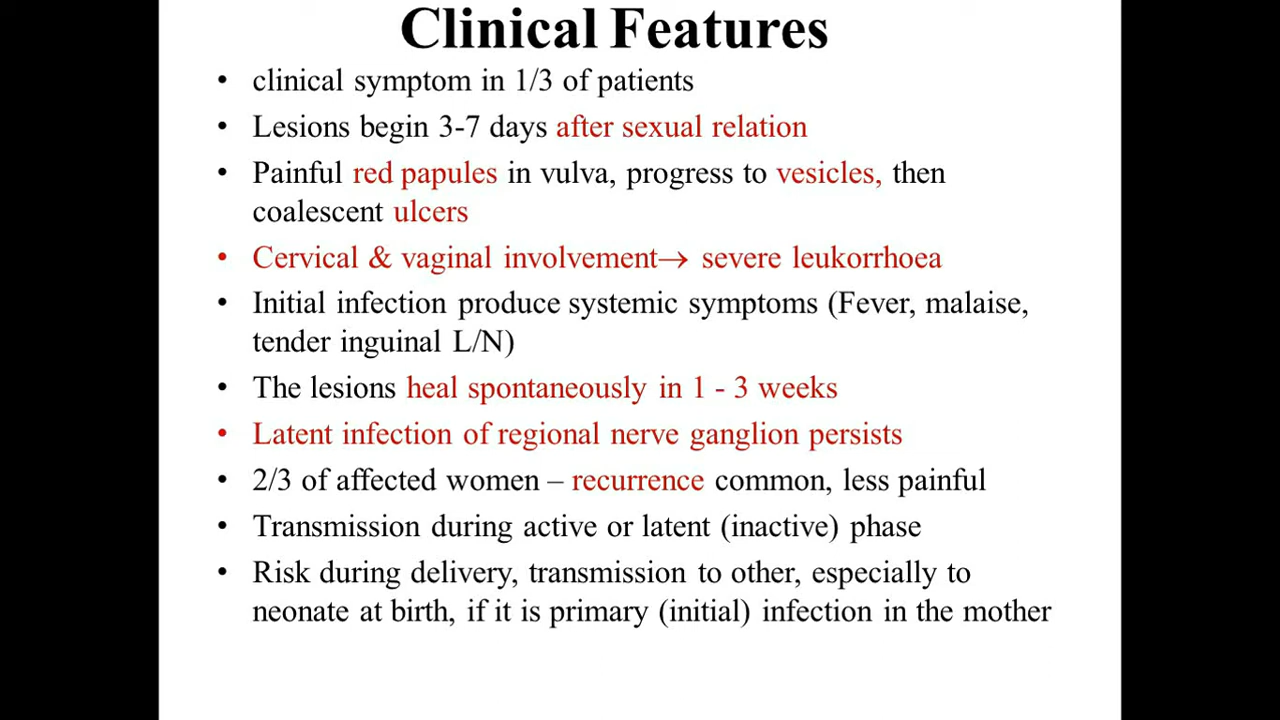 Clinical Features
• clinical symptom in 1/3 of patients
• Lesions begin 3-7 days after sexual relation
• Painful red papules in vulva, progress to vesicles, then
coalescent ulcers
• Cervical & vaginal involvement→ severe leukorrhoea
• Initial infection produce systemic symptoms (Fever, malaise,
tender inguinal L/N)
• The lesions heal spontaneously in 1 - 3 weeks
• Latent infection of regional nerve ganglion persists
• 2/3 of affected women – recurrence common, less painful
• Transmission during active or latent (inactive) phase
• Risk during delivery, transmission to other, especially to
neonate at birth, if it is primary (initial) infection in the mother